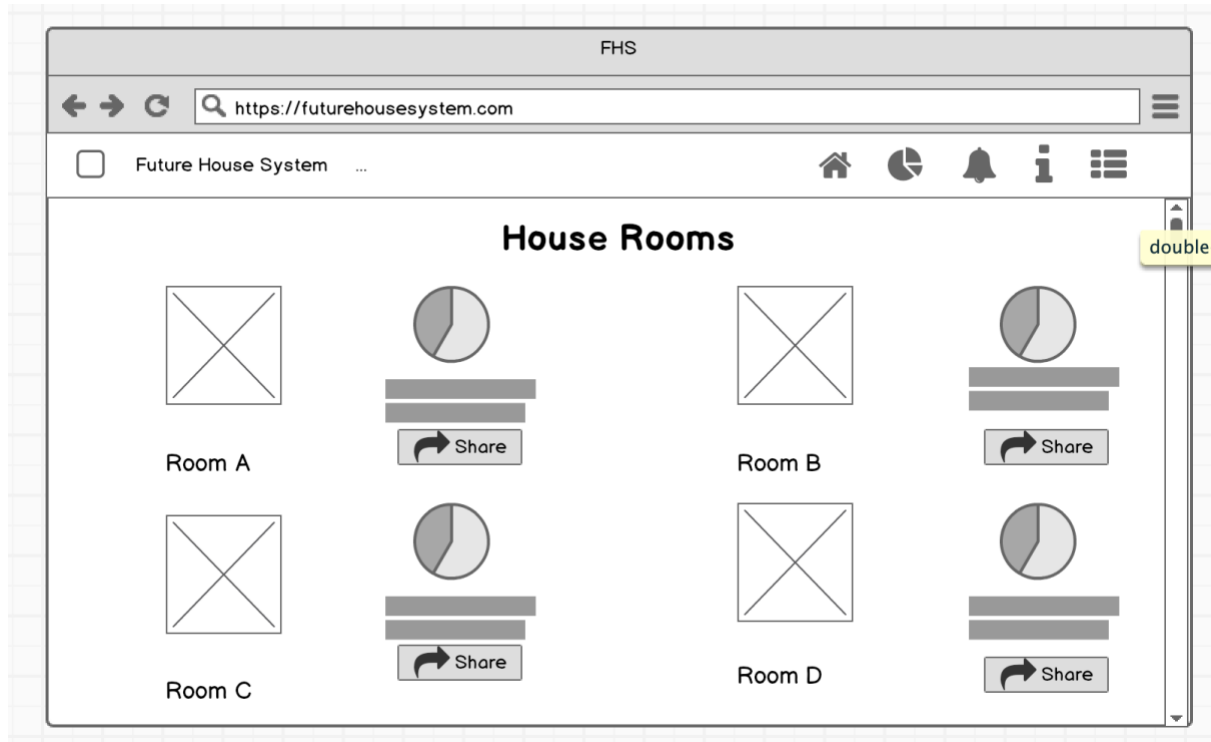 FHS
https://futurehousesystem.com
Future House System ...
House Rooms
double
Share
Share
Room A
Room B
Share
Share
Room C
Room D